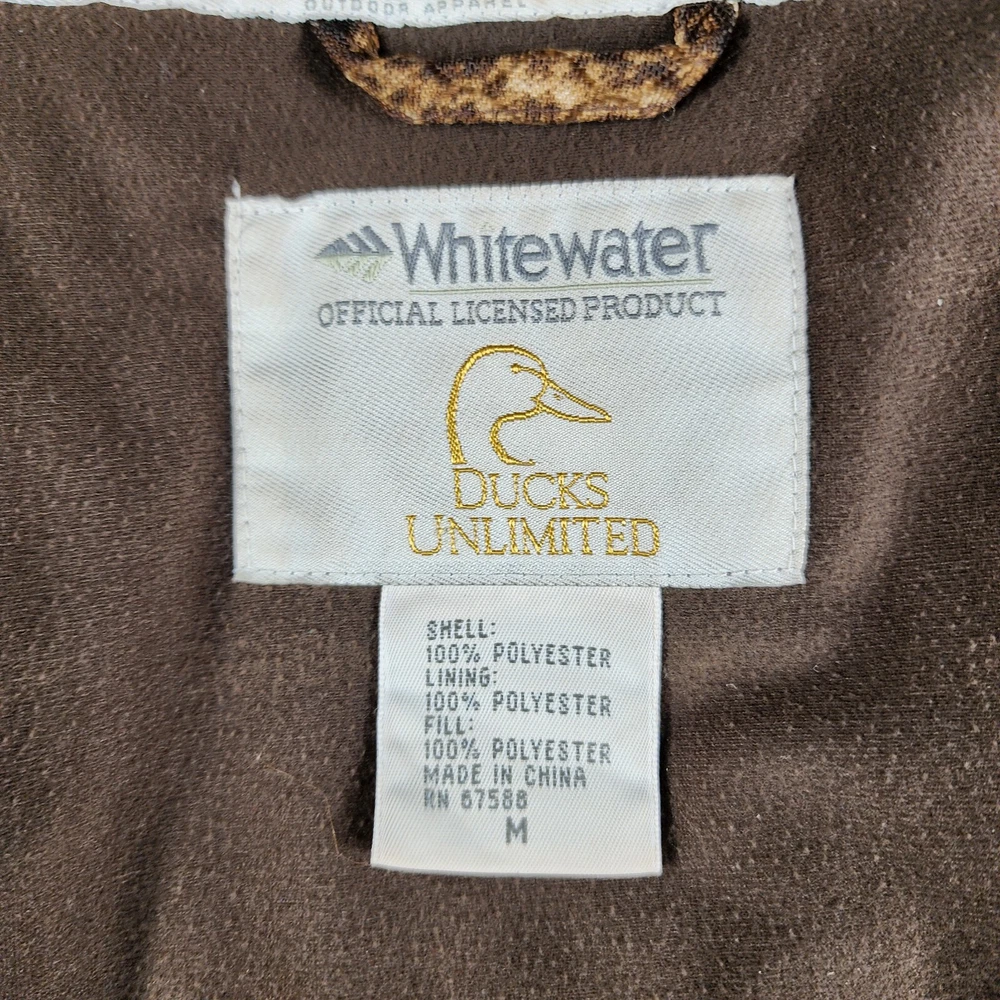 OUTDOOR APPAREL
Whitewater
OFFICIAL LICENSED PRODUCT
DUCKS
UNLIMITED
SHELL:
100% POLYESTER
LINING:
100% POLYESTER
FILL:
100% POLYESTER
MADE IN CHINA
RN 67588
M